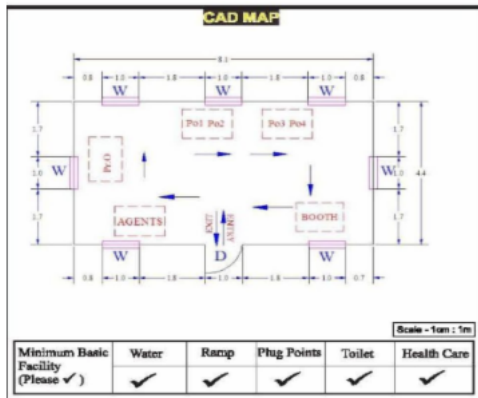 CAD MAP
8.1
0.8 1.0 1.8 1.0 1.8 1.0 0.8
W W W
Po1 Po2 Po3 Po4
1.7 1.7
Pr.O
1.0 W W 1.0 4.4
AGENTS BOOTH
EXIT ENTRY
1.7 1.7
W D W
0.8 1.0 1.8 1.0 1.8 1.0 0.7
Scale - 1cm : 1m
Minimum Basic Facility (Please ✓) Water Ramp Plug Points Toilet Health Care
✓ ✓ ✓ ✓ ✓